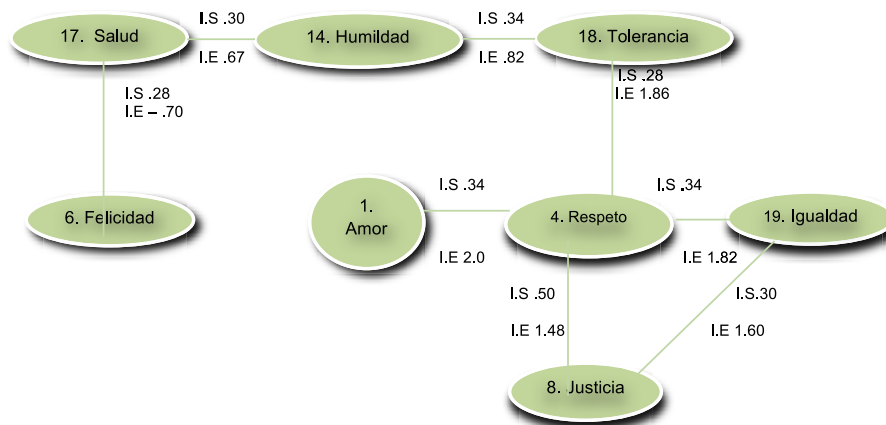 I.S .30
I.S .34
17. Salud
14. Humildad
18. Tolerancia
I.E .67
I.E .82
I.S .28
I.E 1.86
I.S .28
I.E – .70
I.S .34
I.S .34
1.
Amor
6. Felicidad
4. Respeto
19. Igualdad
I.E 2.0
I.E 1.82
I.S .50
I.S.30
I.E 1.48
I.E 1.60
8. Justicia